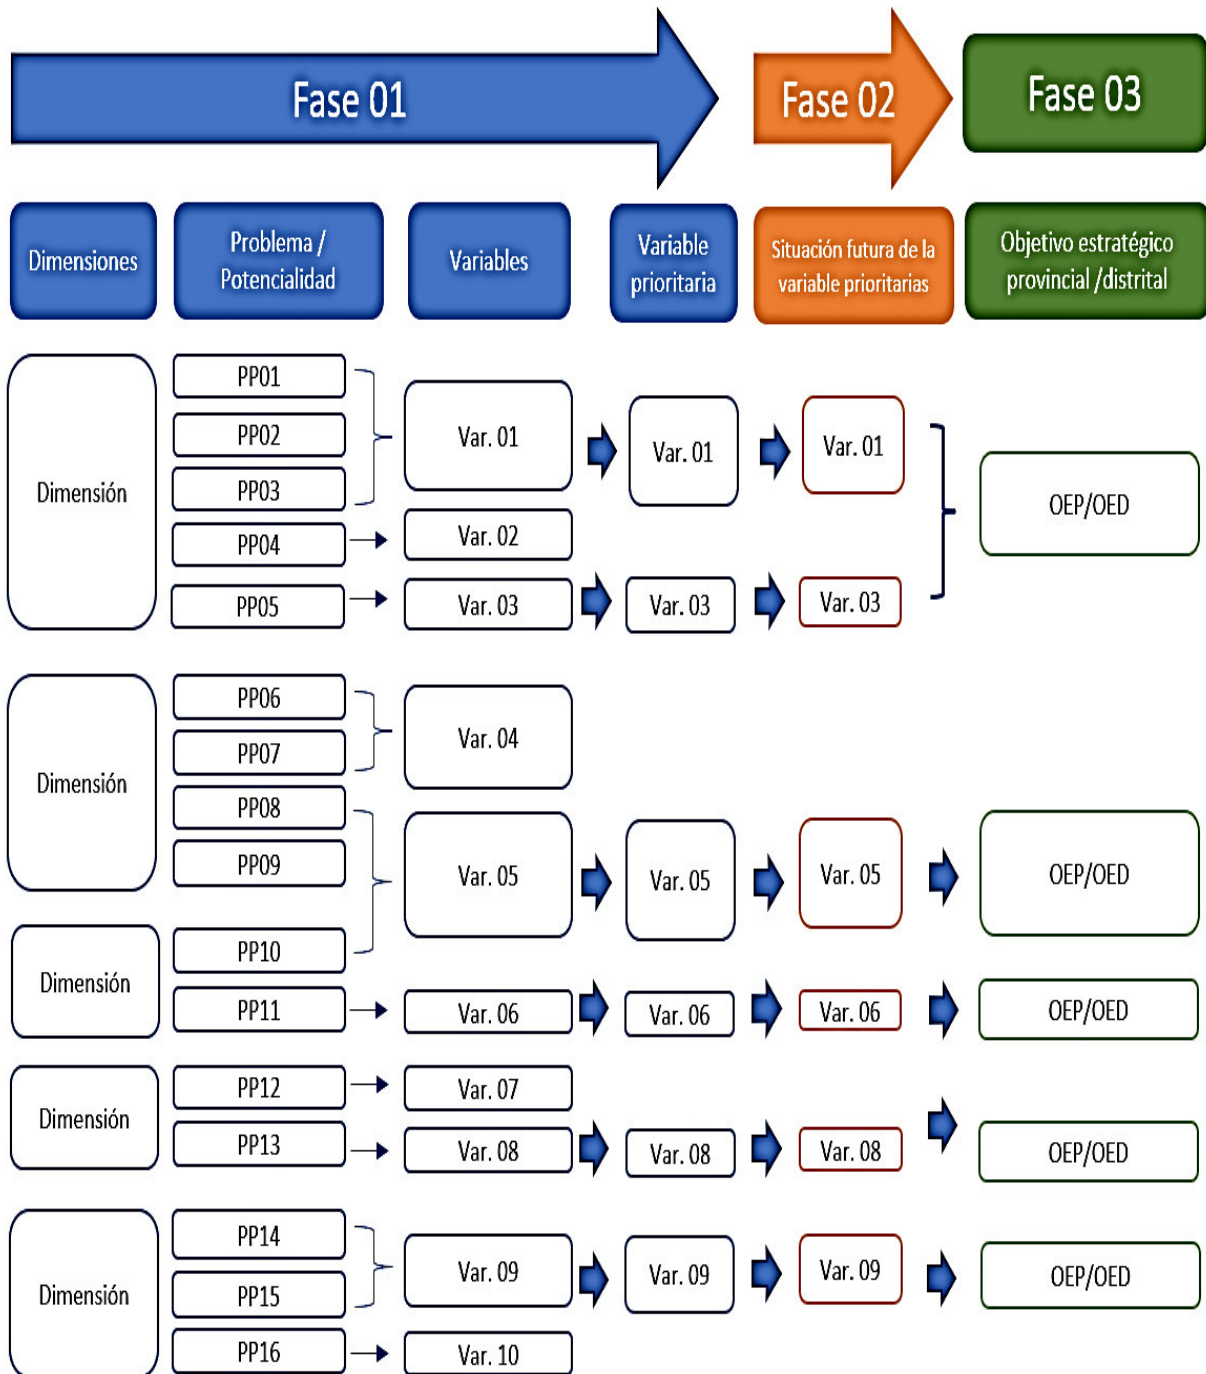 Fase 01
Fase 02
Fase 03
Dimensiones
Problema /
Potencialidad
Variables
Variable
prioritaria
Situación futura de la
variable prioritarias
Objetivo estratégico
provincial /distrital
Dimensión
PP01
PP02
PP03
PP04
PP05
Var. 01
Var. 02
Var. 03
Var. 01
Var. 03
Var. 01
Var. 03
OEP/OED
Dimensión
PP06
PP07
PP08
PP09
Var. 04
Var. 05
Var. 05
Var. 05
OEP/OED
Dimensión
PP10
PP11
Var. 06
Var. 06
Var. 06
OEP/OED
Dimensión
PP12
PP13
Var. 07
Var. 08
Var. 08
Var. 08
OEP/OED
Dimensión
PP14
PP15
PP16
Var. 09
Var. 10
Var. 09
Var. 09
OEP/OED